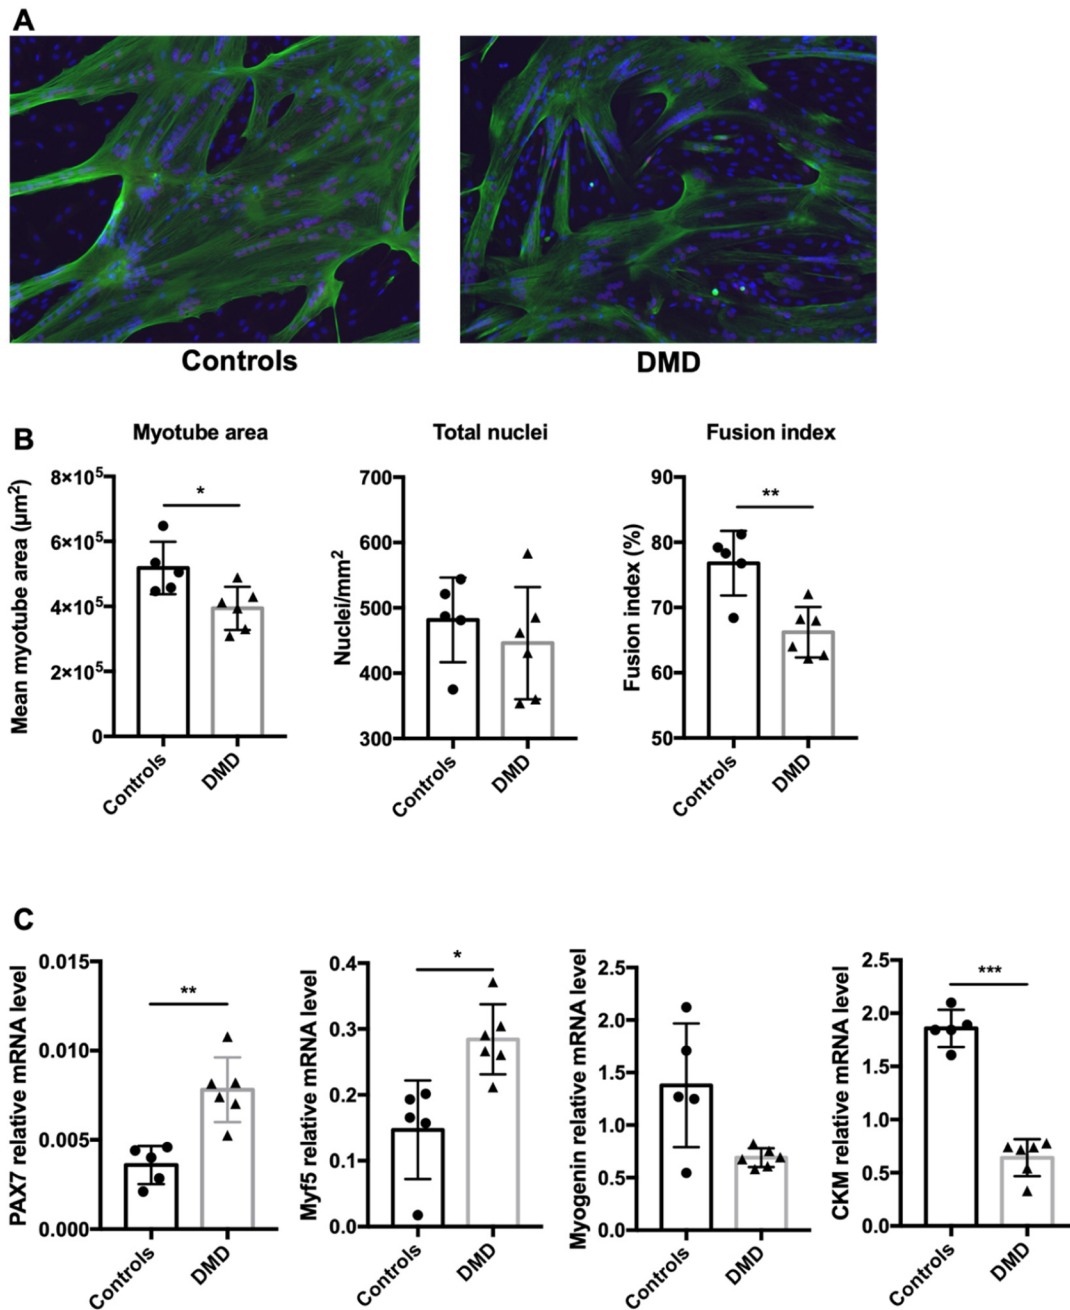 A
Controls
DMD
B
Myotube area
Total nuclei
Fusion index
Mean myotube area (μm²)
8×10⁵
6×10⁵
4×10⁵
2×10⁵
0
*
Controls
DMD
Nuclei/mm²
700
600
500
400
300
Controls
DMD
Fusion index (%)
90
80
70
60
50
**
Controls
DMD
C
PAX7 relative mRNA level
0.015
0.010
0.005
0.000
**
Controls
DMD
Myf5 relative mRNA level
0.4
0.3
0.2
0.1
0.0
*
Controls
DMD
Myogenin relative mRNA level
2.5
2.0
1.5
1.0
0.5
0.0
Controls
DMD
CKM relative mRNA level
2.5
2.0
1.5
1.0
0.5
0.0
***
Controls
DMD